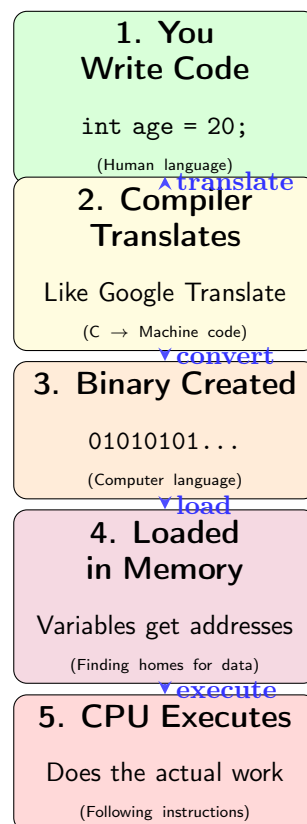 1. You
Write Code
int age = 20;
(Human language)
translate
2. Compiler
Translates
Like Google Translate
(C → Machine code)
convert
3. Binary Created
01010101...
(Computer language)
load
4. Loaded
in Memory
Variables get addresses
(Finding homes for data)
execute
5. CPU Executes
Does the actual work
(Following instructions)